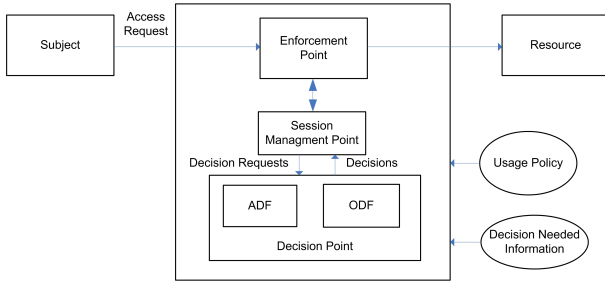 Access
Request
Subject
Enforcement
Point
Resource
Session
Managment Point
Decision Requests
Decisions
Usage Policy
ADF
ODF
Decision Point
Decision Needed
Information